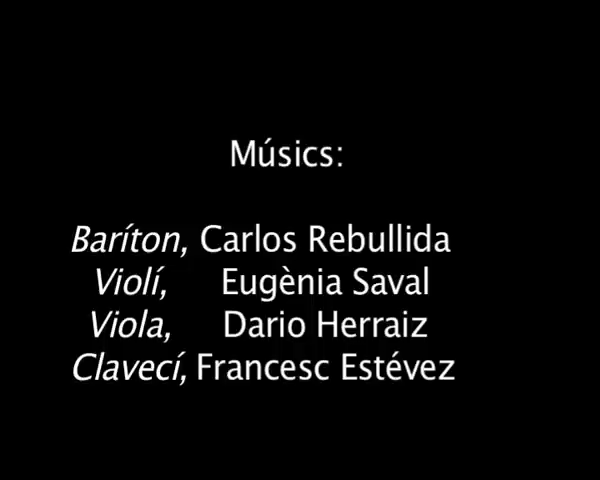 Músics:
Baríton, Carlos Rebullida
Violí, Eugènia Saval
Viola, Dario Herraiz
Clavecí, Francesc Estévez